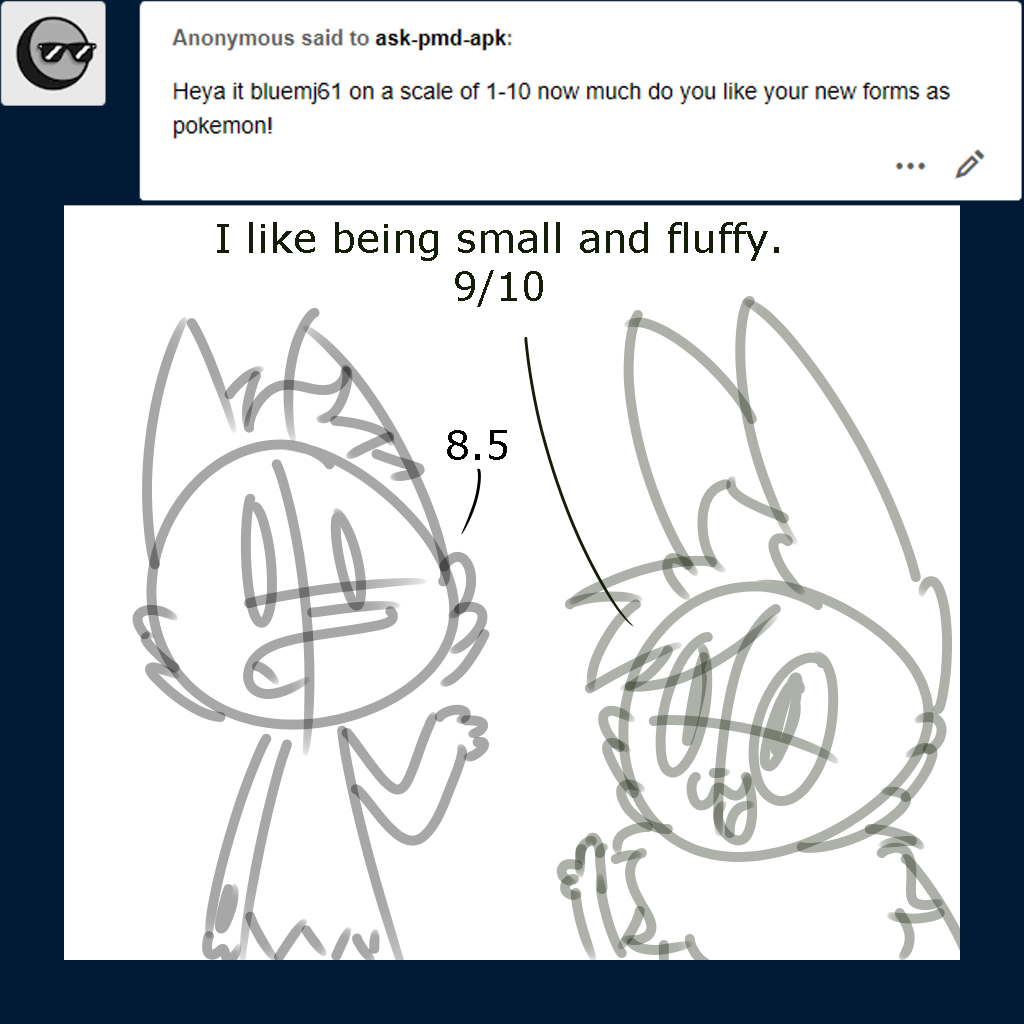 Anonymous said to ask-pmd-apk:
Heya it bluemj61 on a scale of 1-10 now much do you like your new forms as
pokemon!
I like being small and fluffy.
9/10
8.5